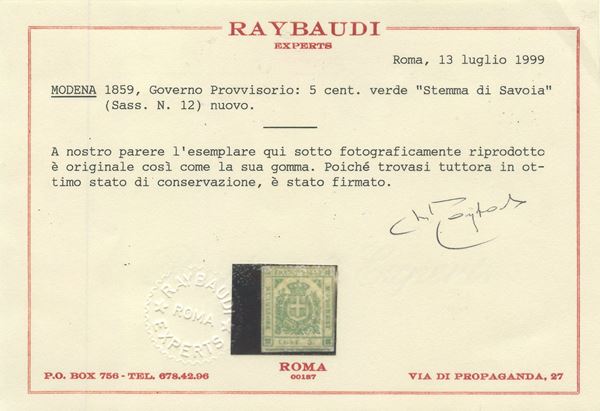 RAYBAUDI
EXPERTS
Roma, 13 luglio 1999
MODENA 1859, Governo Provvisorio: 5 cent. verde "Stemma di Savoia"
(Sass. N. 12) nuovo.
A nostro parere l'esemplare qui sotto fotograficamente riprodotto
è originale così come la sua gomma. Poiché trovasi tuttora in ot-
timo stato di conservazione, è stato firmato.
RAYBAUDI
ROMA
EXPERTS
ROMA
00187
P.O. BOX 756 - TEL. 678.42.96
VIA DI PROPAGANDA, 27